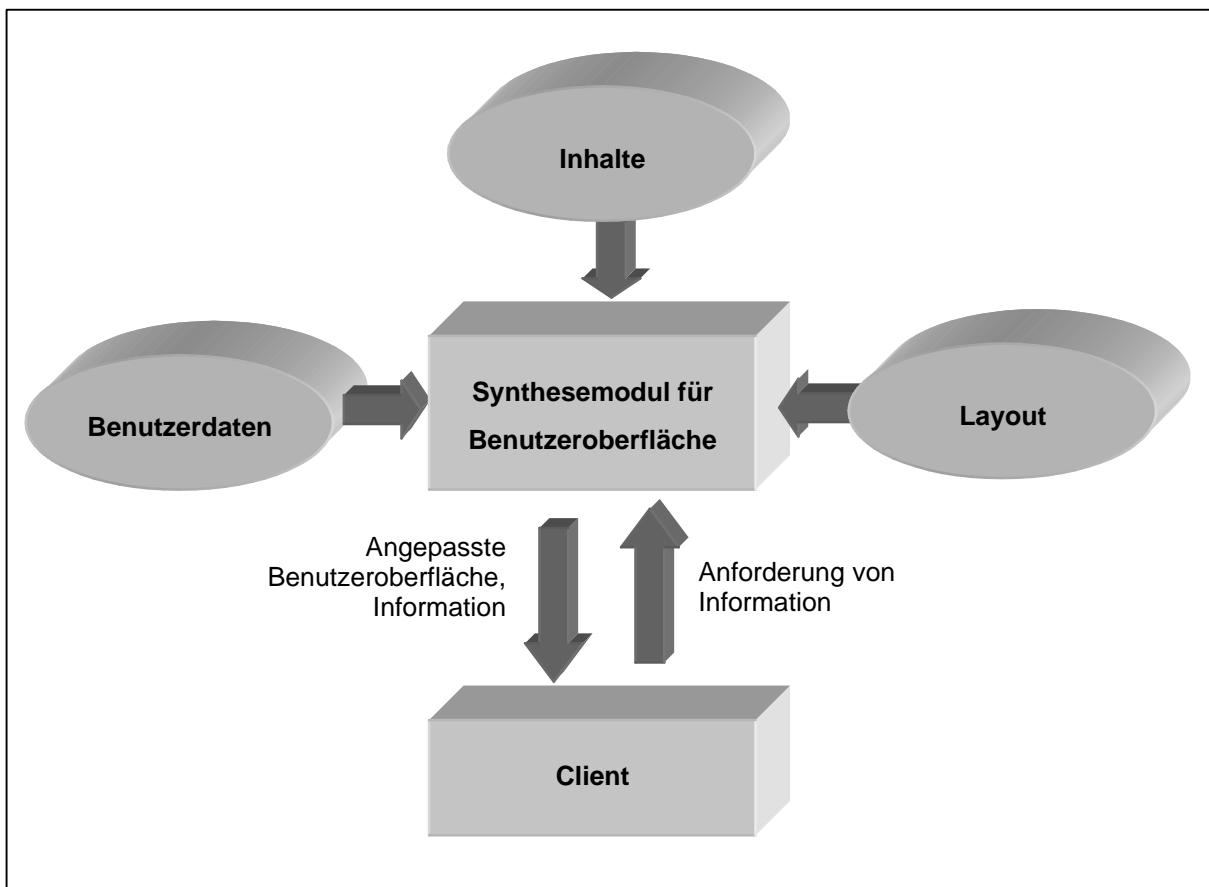 Inhalte
Synthesemodul für
Benutzeroberfläche
Benutzerdaten
Layout
Angepasste
Benutzeroberfläche,
Information
Anforderung von
Information
Client